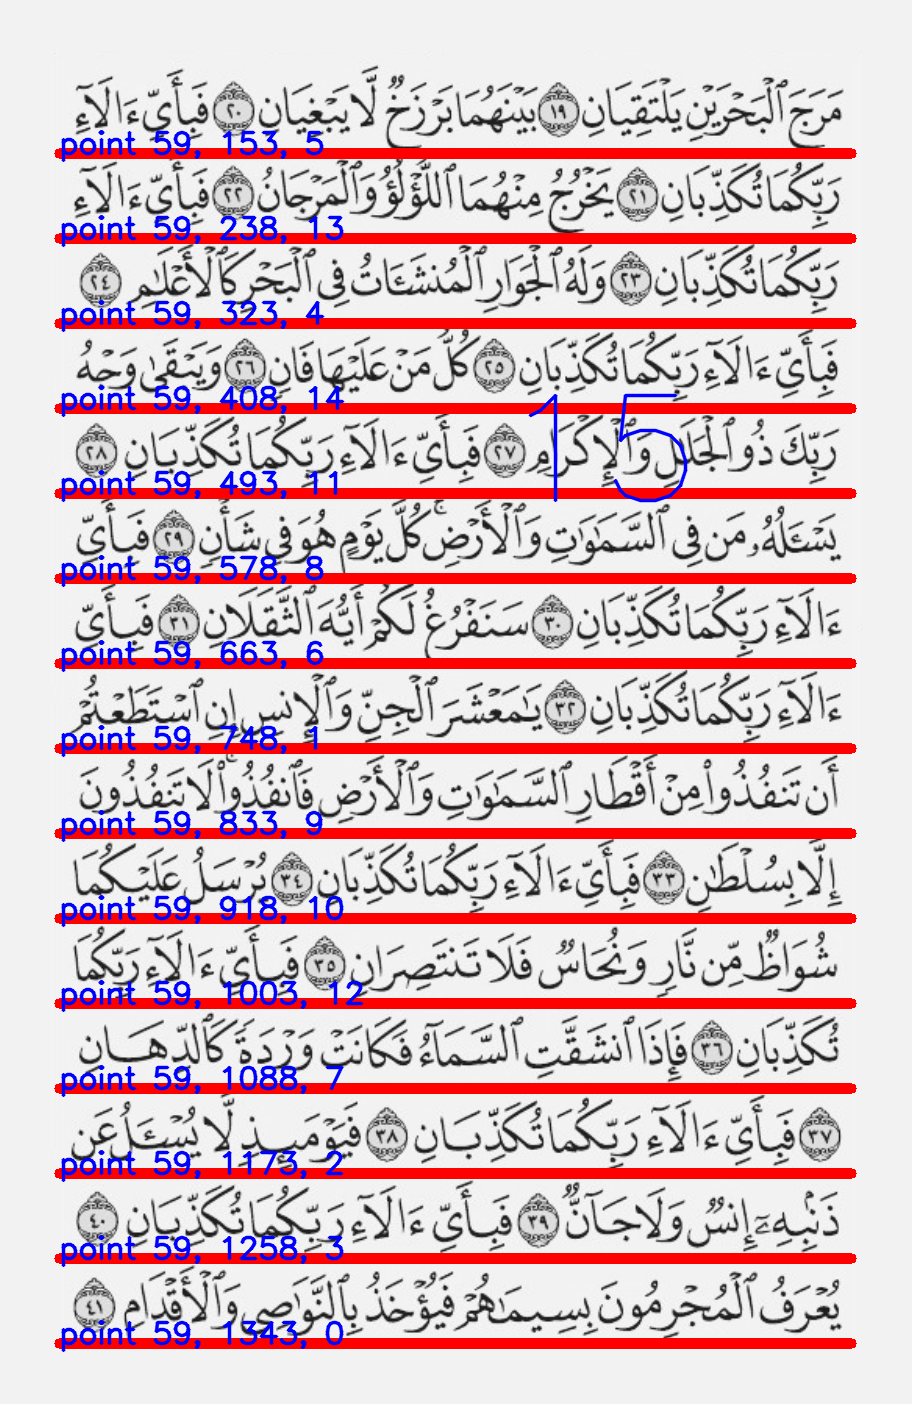 مَرَجَ ٱلْبَحْرَيْنِ يَلْتَقِيَانِ ١٩ بَيْنَهُمَا بَرْزَخٌ لَّا يَبْغِيَانِ ٢٠ فَبِأَىِّ ءَالَآءِ
point 59, 153, 5
رَبِّكُمَا تُكَذِّبَانِ ٢١ يَخْرُجُ مِنْهُمَا ٱللُّؤْلُؤُ وَٱلْمَرْجَانُ ٢٢ فَبِأَىِّ ءَالَآءِ
point 59, 238, 13
رَبِّكُمَا تُكَذِّبَانِ ٢٣ وَلَهُ ٱلْجَوَارِ ٱلْمُنشَـَٔاتُ فِى ٱلْبَحْرِ كَٱلْأَعْلَـٰمِ ٢٤
point 59, 323, 4
فَبِأَىِّ ءَالَآءِ رَبِّكُمَا تُكَذِّبَانِ ٢٥ كُلُّ مَنْ عَلَيْهَا فَانٍ ٢٦ وَيَبْقَىٰ وَجْهُ
point 59, 408, 14
15
رَبِّكَ ذُو ٱلْجَلَـٰلِ وَٱلْإِكْرَامِ ٢٧ فَبِأَىِّ ءَالَآءِ رَبِّكُمَا تُكَذِّبَانِ ٢٨
point 59, 493, 11
يَسْـَٔلُهُۥ مَن فِى ٱلسَّمَـٰوَٰتِ وَٱلْأَرْضِ ۚ كُلَّ يَوْمٍ هُوَ فِى شَأْنٍ ٢٩ فَبِأَىِّ
point 59, 578, 8
ءَالَآءِ رَبِّكُمَا تُكَذِّبَانِ ٣٠ سَنَفْرُغُ لَكُمْ أَيُّهَ ٱلثَّقَلَانِ ٣١ فَبِأَىِّ
point 59, 663, 6
ءَالَآءِ رَبِّكُمَا تُكَذِّبَانِ ٣٢ يَـٰمَعْشَرَ ٱلْجِنِّ وَٱلْإِنسِ إِنِ ٱسْتَطَعْتُمْ
point 59, 748, 1
أَن تَنفُذُوا۟ مِنْ أَقْطَارِ ٱلسَّمَـٰوَٰتِ وَٱلْأَرْضِ فَٱنفُذُوا۟ ۚ لَا تَنفُذُونَ
point 59, 833, 9
إِلَّا بِسُلْطَـٰنٍ ٣٣ فَبِأَىِّ ءَالَآءِ رَبِّكُمَا تُكَذِّبَانِ ٣٤ يُرْسَلُ عَلَيْكُمَا
point 59, 918, 10
شُوَاظٌ مِّن نَّارٍ وَنُحَاسٌ فَلَا تَنتَصِرَانِ ٣٥ فَبِأَىِّ ءَالَآءِ رَبِّكُمَا
point 59, 1003, 12
تُكَذِّبَانِ ٣٦ فَإِذَا ٱنشَقَّتِ ٱلسَّمَآءُ فَكَانَتْ وَرْدَةً كَٱلدِّهَانِ
point 59, 1088, 7
٣٧ فَبِأَىِّ ءَالَآءِ رَبِّكُمَا تُكَذِّبَانِ ٣٨ فَيَوْمَئِذٍ لَّا يُسْـَٔلُ عَن
point 59, 1173, 2
ذَنۢبِهِۦٓ إِنسٌ وَلَا جَآنٌّ ٣٩ فَبِأَىِّ ءَالَآءِ رَبِّكُمَا تُكَذِّبَانِ ٤٠
point 59, 1258, 3
يُعْرَفُ ٱلْمُجْرِمُونَ بِسِيمَـٰهُمْ فَيُؤْخَذُ بِٱلنَّوَٰصِى وَٱلْأَقْدَامِ ٤١
point 59, 1343, 0